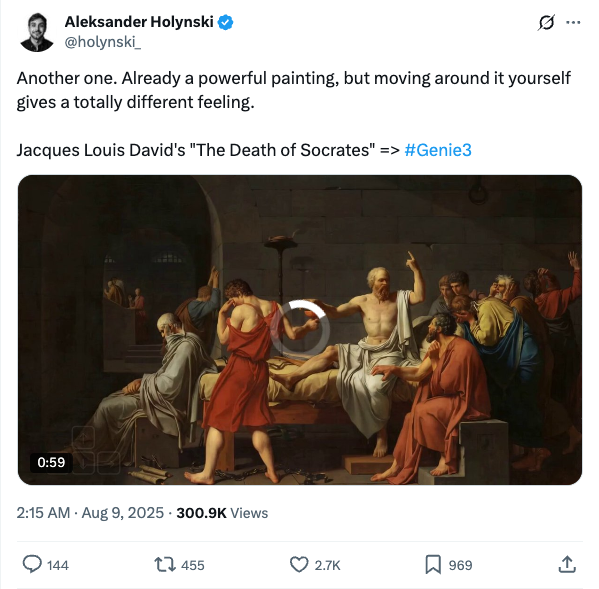 Aleksander Holynski
@holynski_
Another one. Already a powerful painting, but moving around it yourself
gives a totally different feeling.
Jacques Louis David's "The Death of Socrates" => #Genie3
0:59
2:15 AM · Aug 9, 2025 · 300.9K Views
144
455
2.7K
969